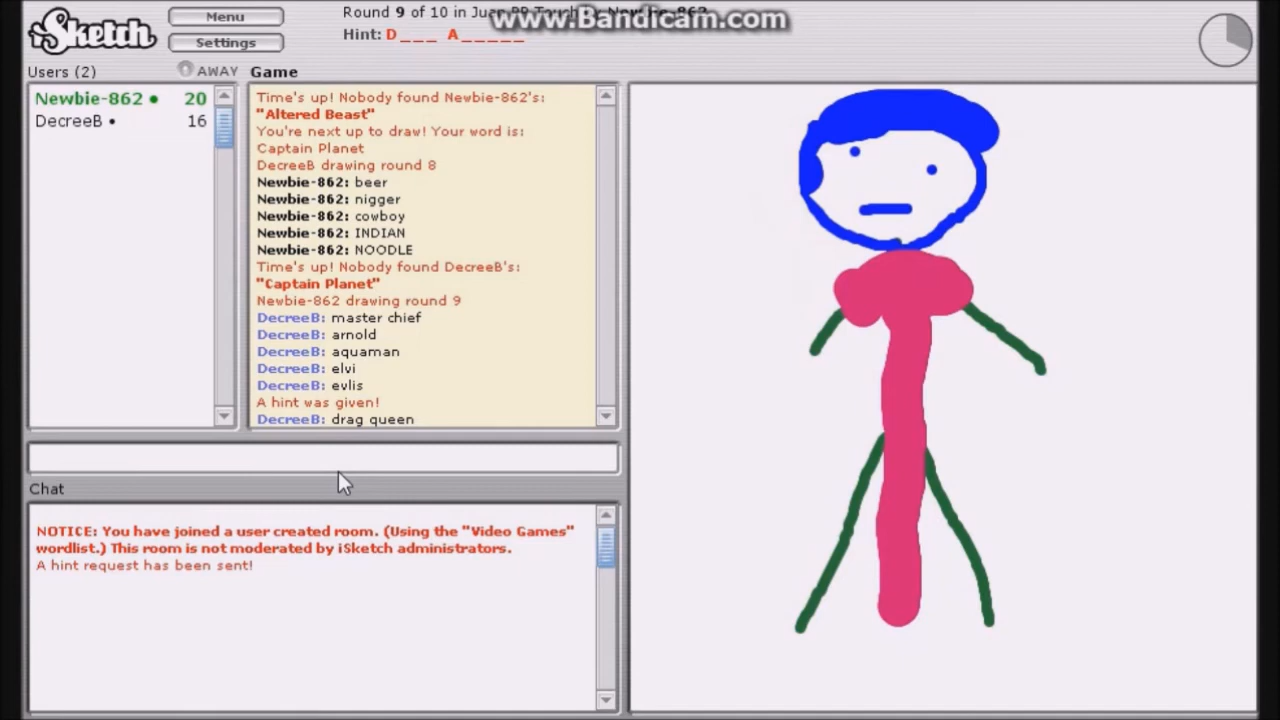 www.Bandicam.com
iSketch
Menu
Settings
Round 9 of 10 in Juan
Hint: D___ A_____
Users (2)
AWAY
Game
Newbie-862 • 20
DecreeB • 16
Time's up! Nobody found Newbie-862's:
"Altered Beast"
You're next up to draw! Your word is:
Captain Planet
DecreeB drawing round 8
Newbie-862: beer
Newbie-862: nigger
Newbie-862: cowboy
Newbie-862: INDIAN
Newbie-862: NOODLE
Time's up! Nobody found DecreeB's:
"Captain Planet"
Newbie-862 drawing round 9
DecreeB: master chief
DecreeB: arnold
DecreeB: aquaman
DecreeB: elvi
DecreeB: evlis
A hint was given!
DecreeB: drag queen
Chat
NOTICE: You have joined a user created room. (Using the "Video Games"
wordlist.) This room is not moderated by iSketch administrators.
A hint request has been sent!